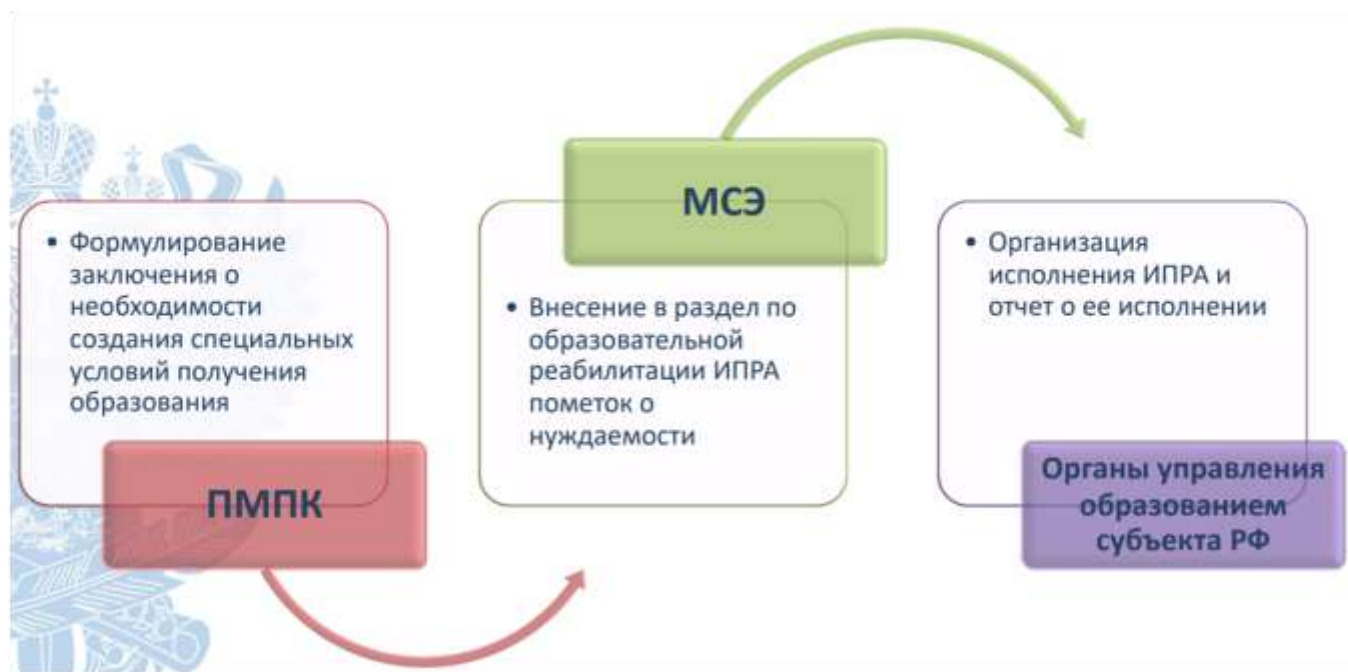 • Формулирование
заключения о
необходимости
создания специальных
условий получения
образования
ПМПК
МСЭ
• Внесение в раздел по
образовательной
реабилитации ИПРА
пометок о
нуждаемости
• Организация
исполнения ИПРА и
отчет о ее исполнении
Органы управления
образованием
субъекта РФ